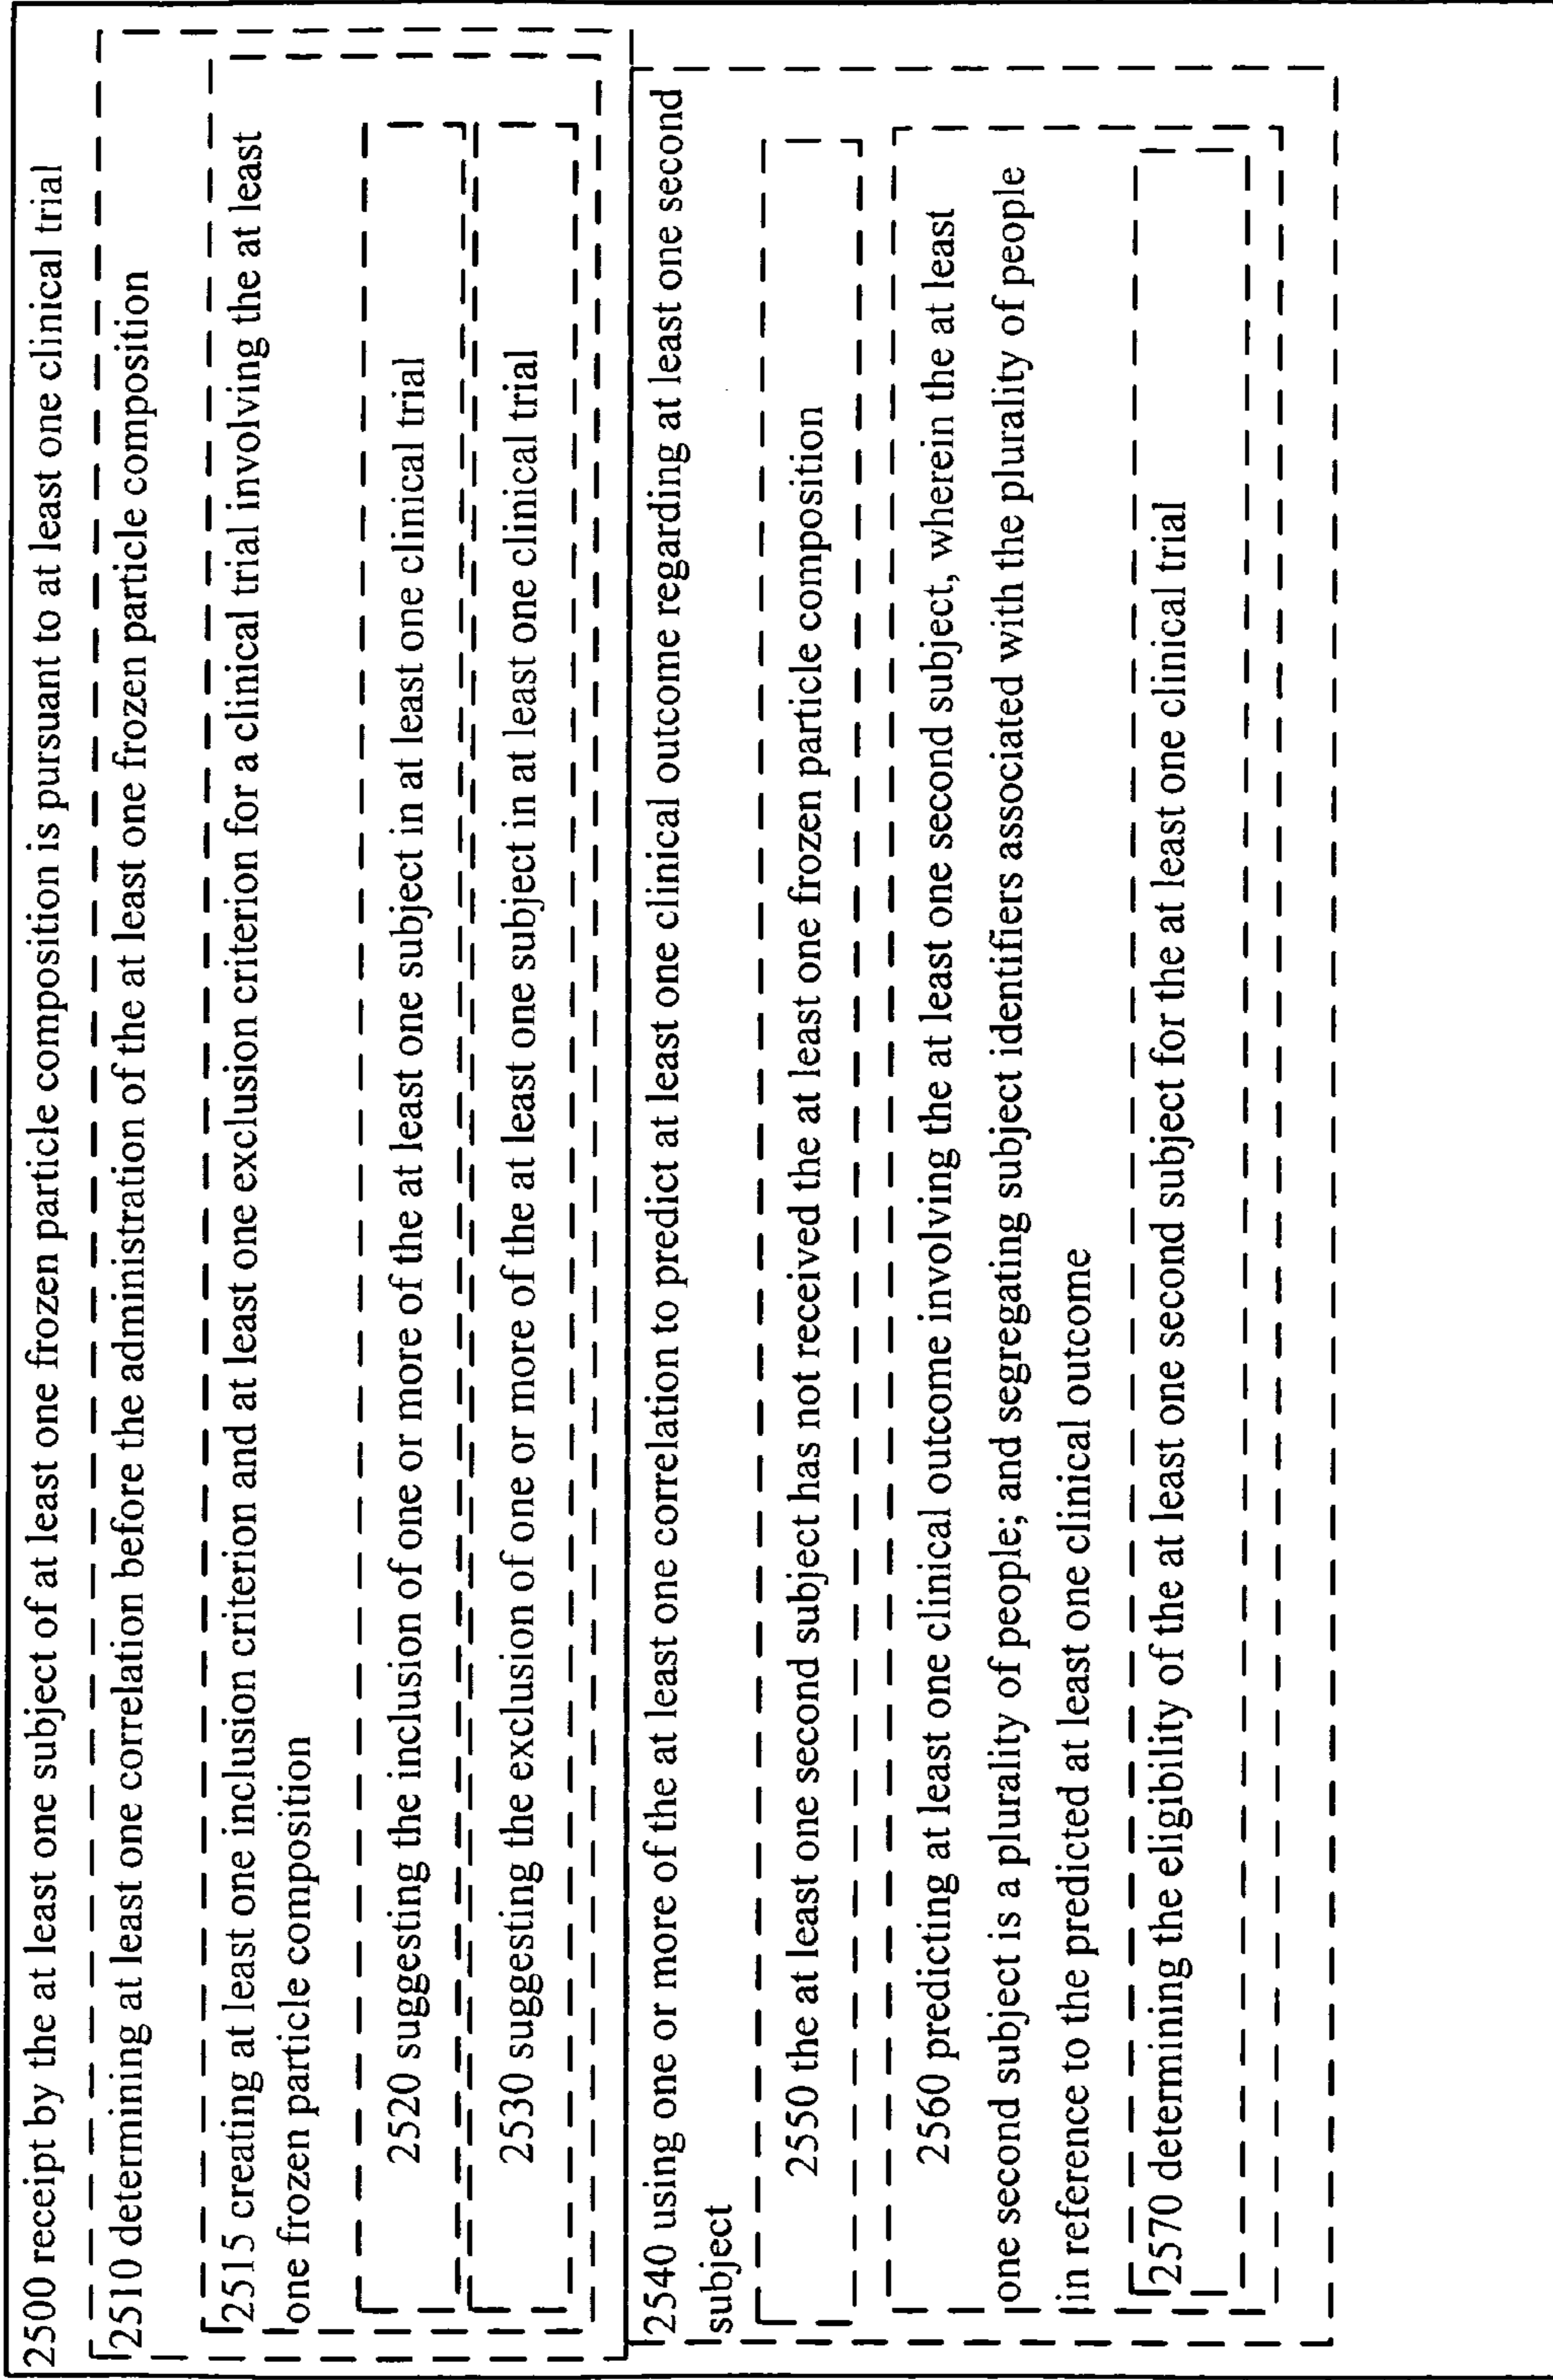 2500 receipt by the at least one subject of at least one frozen particle composition is pursuant to at least one clinical trial
2510 determining at least one correlation before the administration of the at least one frozen particle composition
2515 creating at least one inclusion criterion and at least one exclusion criterion for a clinical trial involving the at least
one frozen particle composition
2520 suggesting the inclusion of one or more of the at least one subject in at least one clinical trial
2530 suggesting the exclusion of one or more of the at least one subject in at least one clinical trial
2540 using one or more of the at least one correlation to predict at least one clinical outcome regarding at least one second
subject
2550 the at least one second subject has not received the at least one frozen particle composition
2560 predicting at least one clinical outcome involving the at least one second subject, wherein the at least
one second subject is a plurality of people; and segregating subject identifiers associated with the plurality of people
in reference to the predicted at least one clinical outcome
2570 determining the eligibility of the at least one second subject for the at least one clinical trial